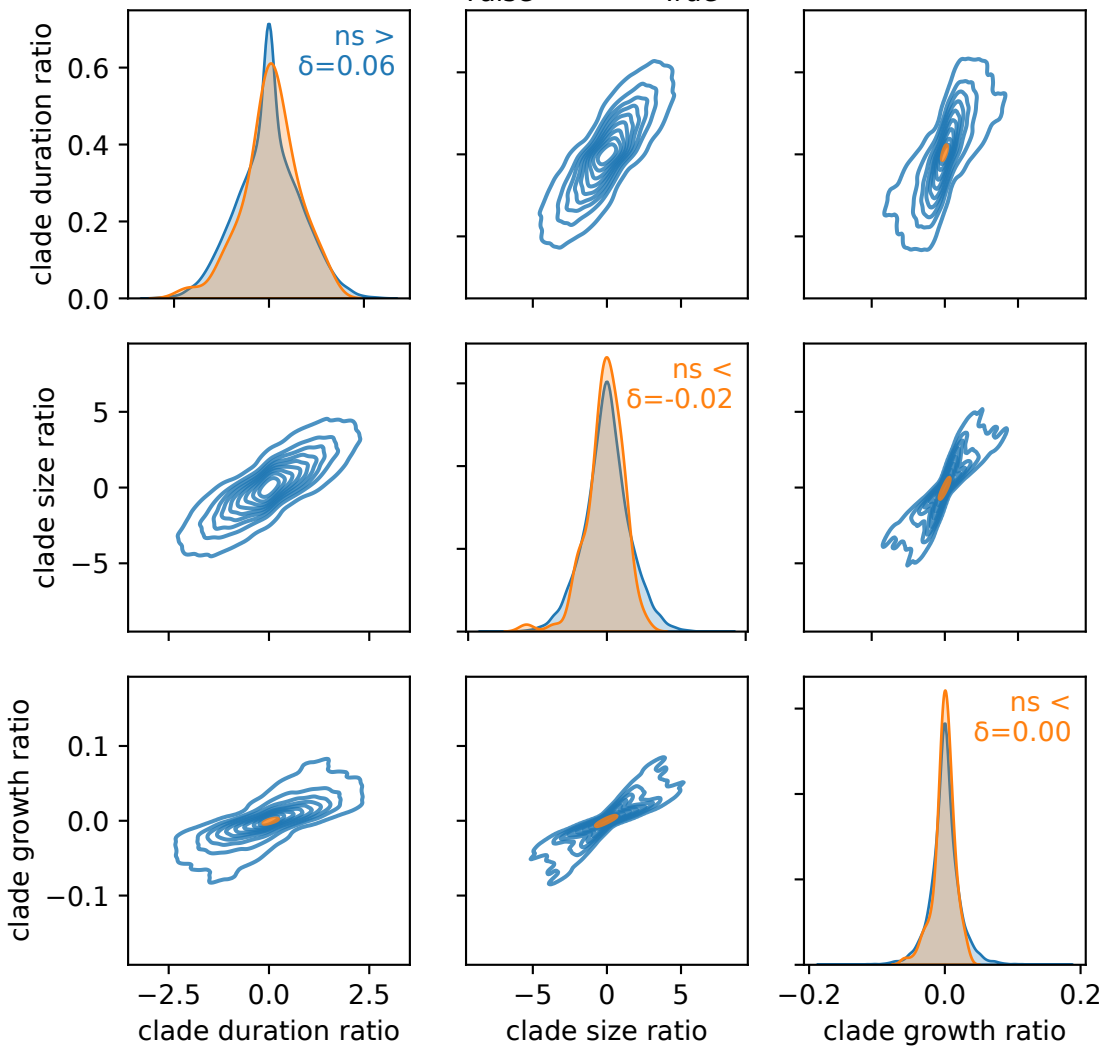 clade duration ratio
0.6
0.4
0.2
0.0
ns >
δ=0.06
clade size ratio
5
0
−5
ns <
δ=-0.02
clade growth ratio
0.1
0.0
−0.1
ns <
δ=0.00
−2.5 0.0 2.5
−5 0 5
−0.2 0.0 0.2
clade duration ratio
clade size ratio
clade growth ratio